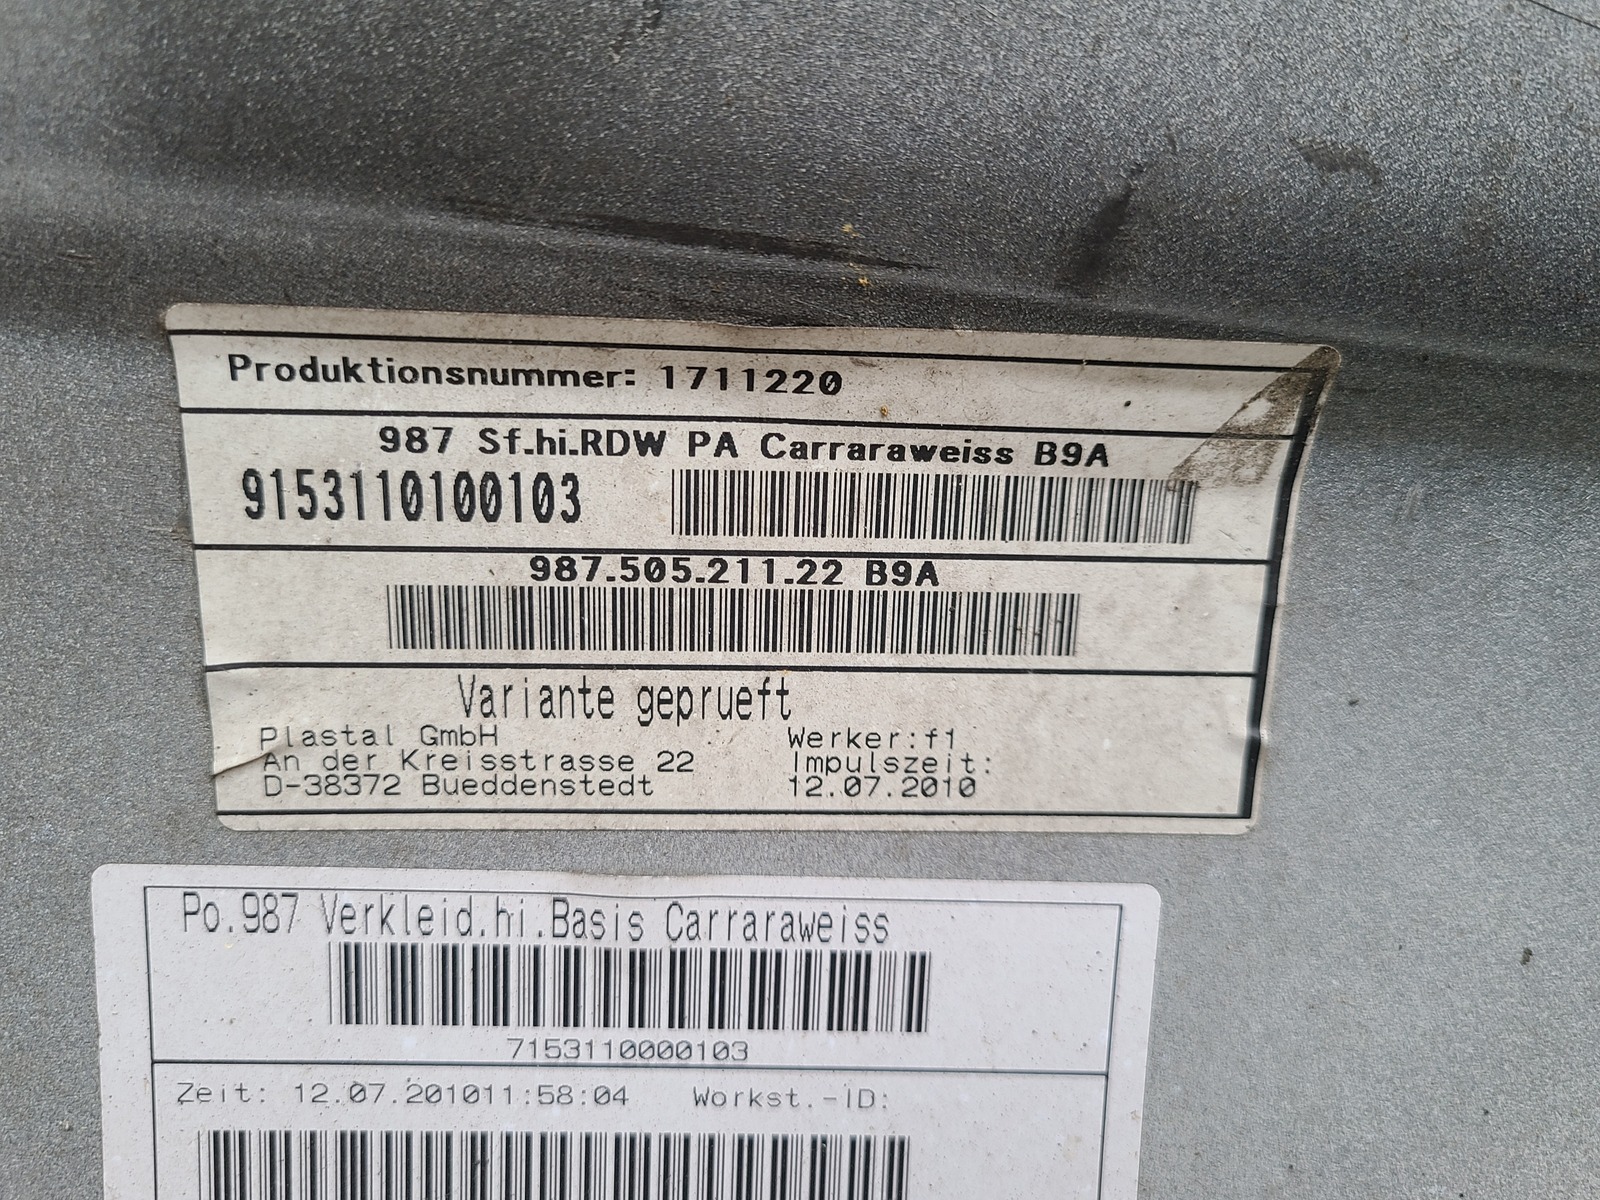 Produktionsnummer: 1711220
987 Sf.hi.RDW PA Carraraweiss B9A
9153110100103
987.505.211.22 B9A
Variante geprueft
Plastal GmbH
An der Kreisstrasse 22
D-38372 Bueddenstedt
Werker:f1
Impulszeit:
12.07.2010
Po.987 Verkleid.hi.Basis Carraraweiss
7153110000103
Zeit: 12.07.201011:58:04 Workst.-ID: